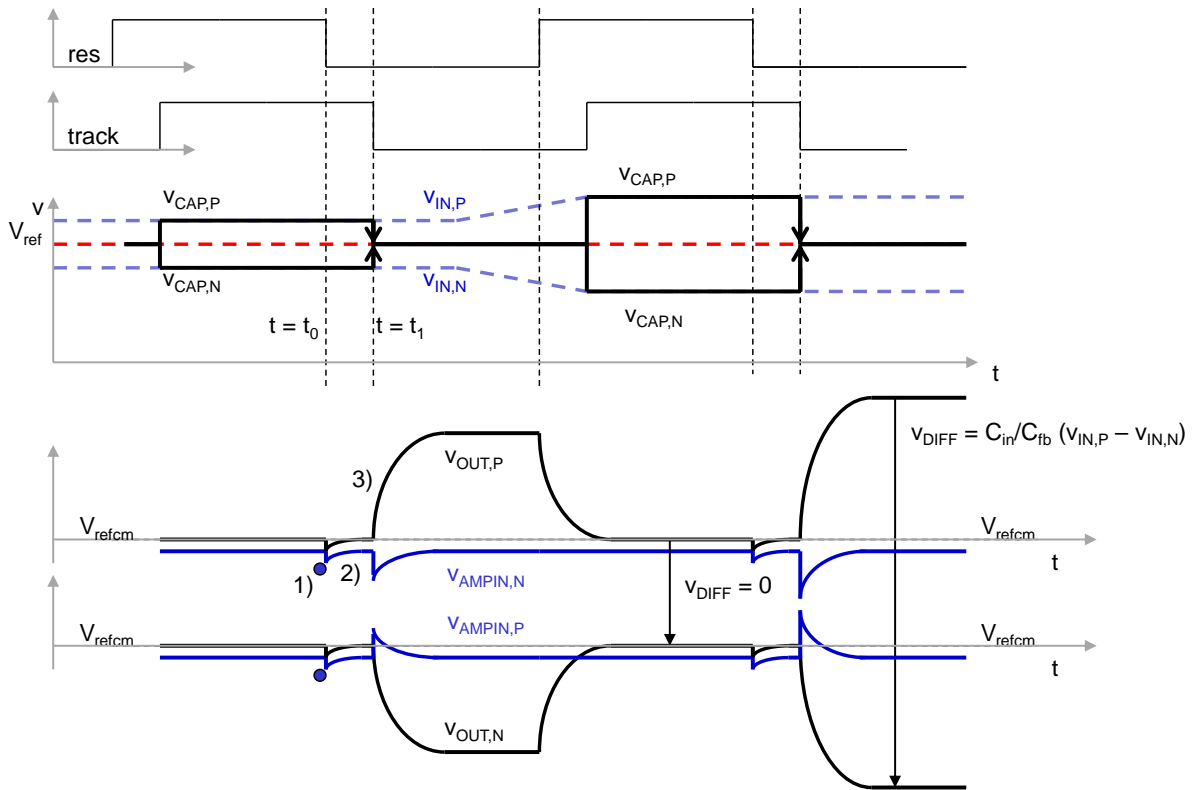 res
track
v
V_ref
v_CAP,P
v_IN,P
v_CAP,P
v_CAP,N
v_IN,N
v_CAP,N
t = t_0
t = t_1
t
v_DIFF = C_in/C_fb (v_IN,P – v_IN,N)
v_OUT,P
3)
V_refcm
V_refcm
t
1)
2)
v_AMPIN,N
v_DIFF = 0
v_AMPIN,P
V_refcm
V_refcm
t
v_OUT,N